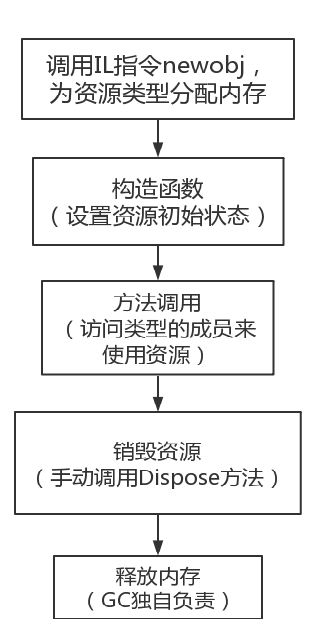 调用IL指令newobj，
为资源类型分配内存
构造函数
（设置资源初始状态）
方法调用
（访问类型的成员来
使用资源）
销毁资源
（手动调用Dispose方法）
释放内存
（GC独自负责）